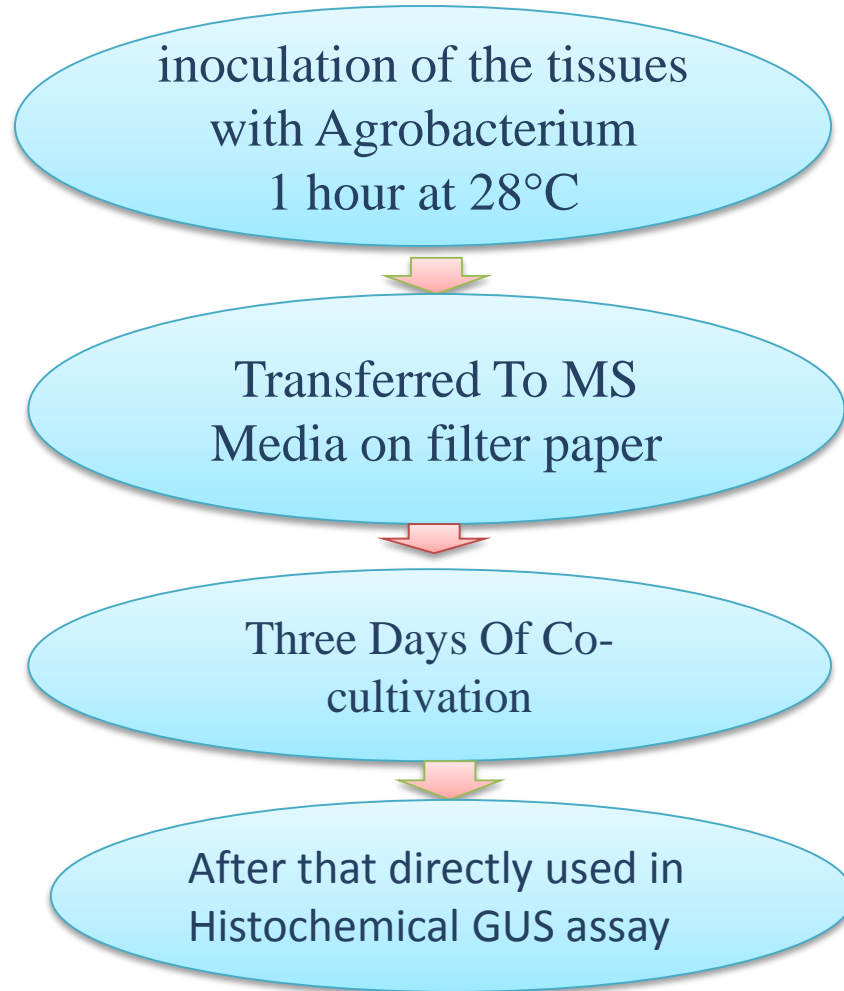 inoculation of the tissues
with Agrobacterium
1 hour at 28°C
Transferred To MS
Media on filter paper
Three Days Of Co-
cultivation
After that directly used in
Histochemical GUS assay